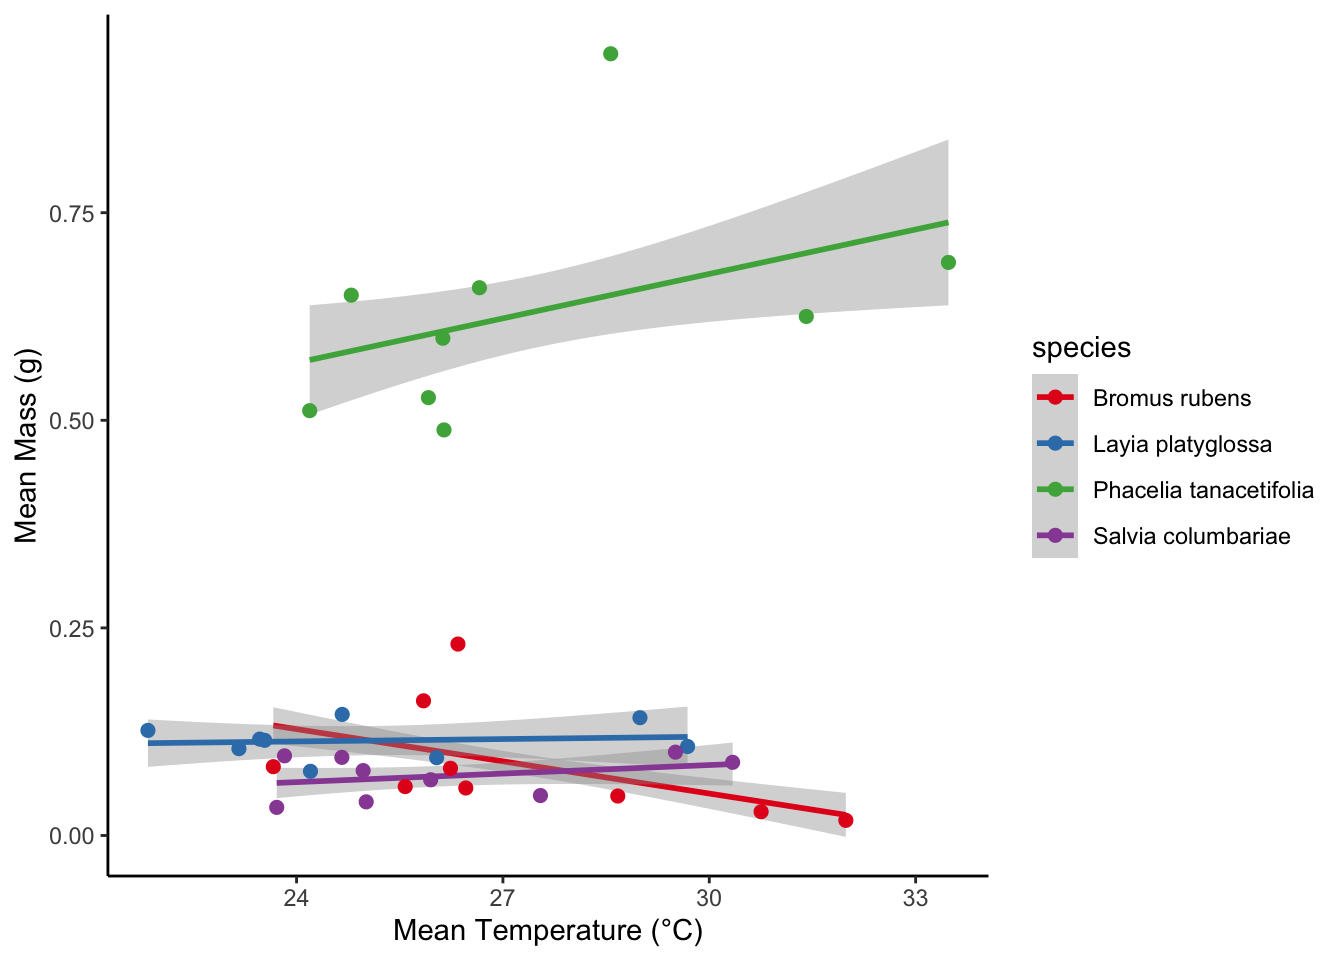 Mean Mass (g)
0.75
0.50
0.25
0.00
24 27 30 33
Mean Temperature (°C)
species
Bromus rubens
Layia platyglossa
Phacelia tanacetifolia
Salvia columbariae